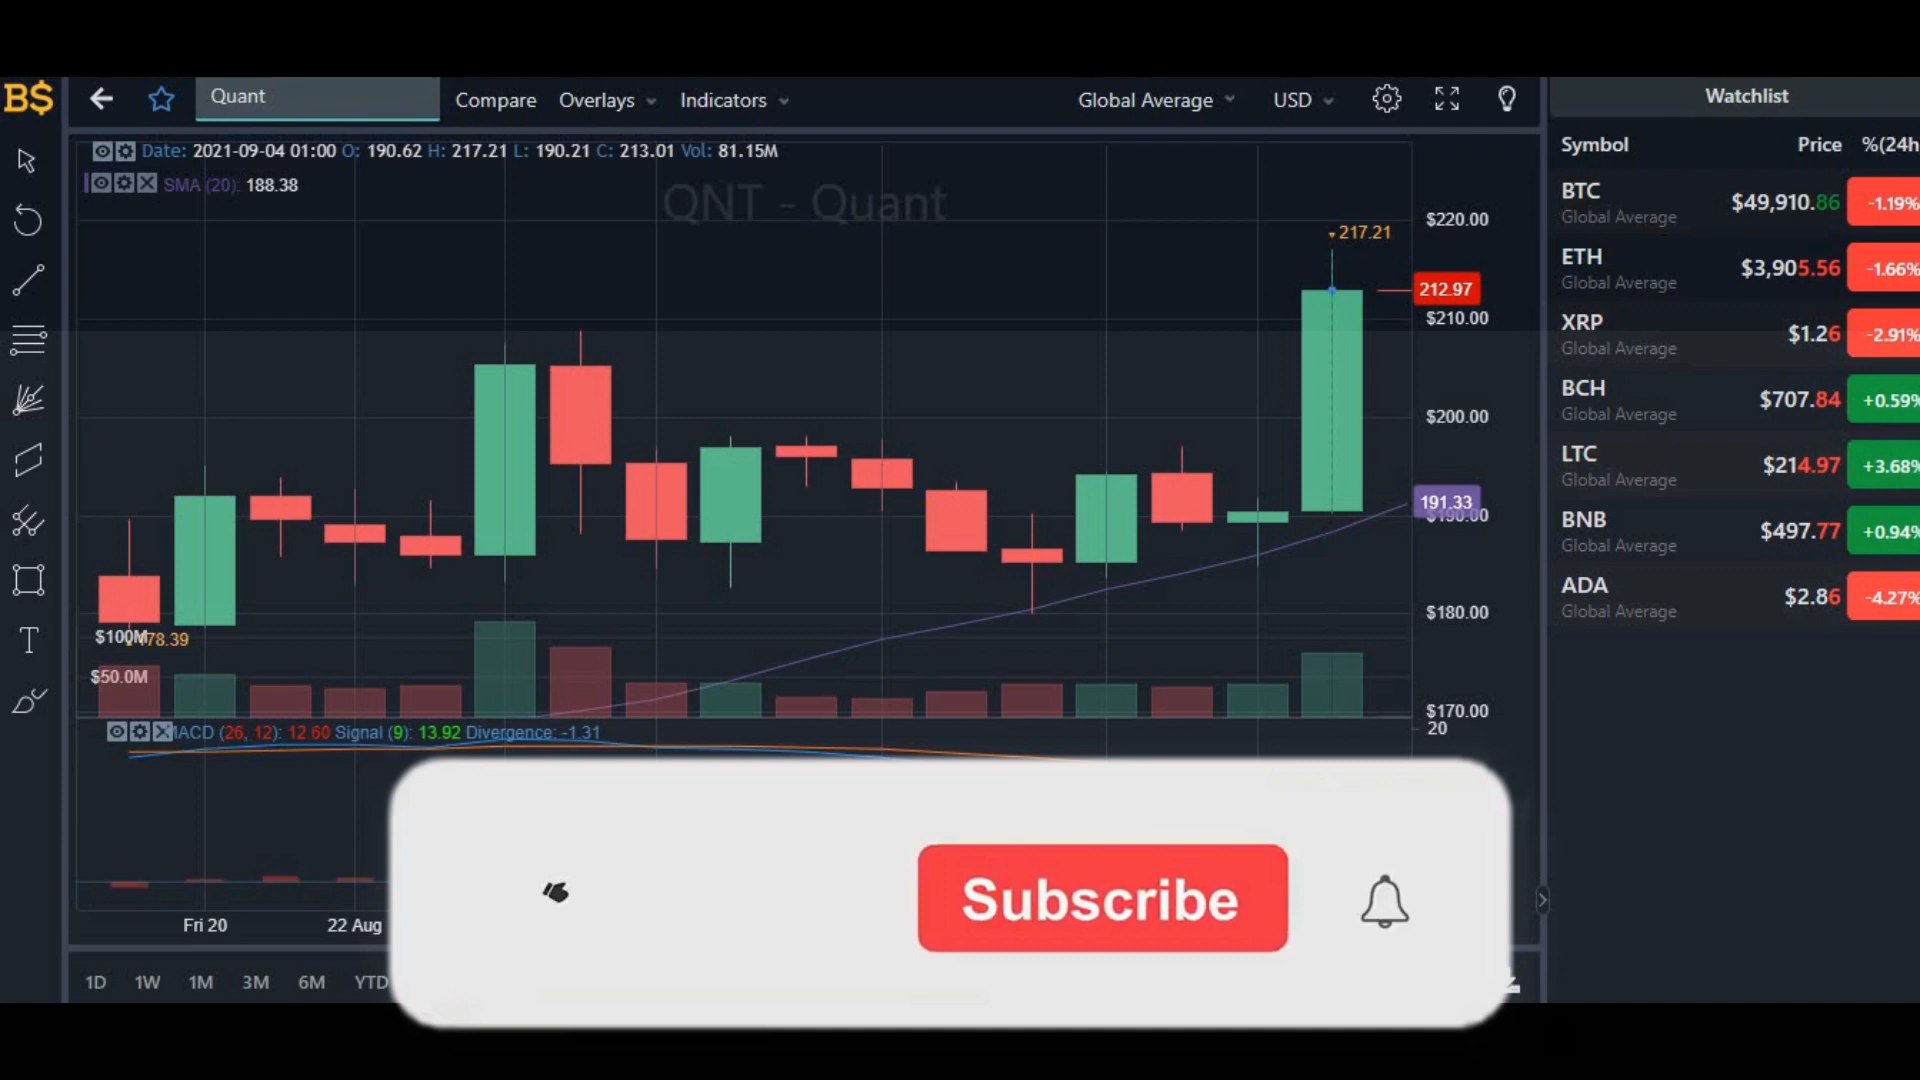 B$
Quant
Compare
Overlays
Indicators
Global Average
USD
Date: 2021-09-04 01:00 O: 190.62 H: 217.21 L: 190.21 C: 213.01 Vol: 81.15M
SMA (20): 188.38
QNT - Quant
217.21
$220.00
212.97
$210.00
$200.00
191.33
$190.00
$180.00
$170.00
$100M
178.39
$50.0M
MACD (26, 12): 12.60 Signal (9): 13.92 Divergence: -1.31
20
Fri 20
22 Aug
1D 1W 1M 3M 6M YTD
T
Watchlist
Symbol Price %(24h
BTC $49,910.86 -1.19%
Global Average
ETH $3,905.56 -1.66%
Global Average
XRP $1.26 -2.91%
Global Average
BCH $707.84 +0.59%
Global Average
LTC $214.97 +3.68%
Global Average
BNB $497.77 +0.94%
Global Average
ADA $2.86 -4.27%
Global Average
Subscribe